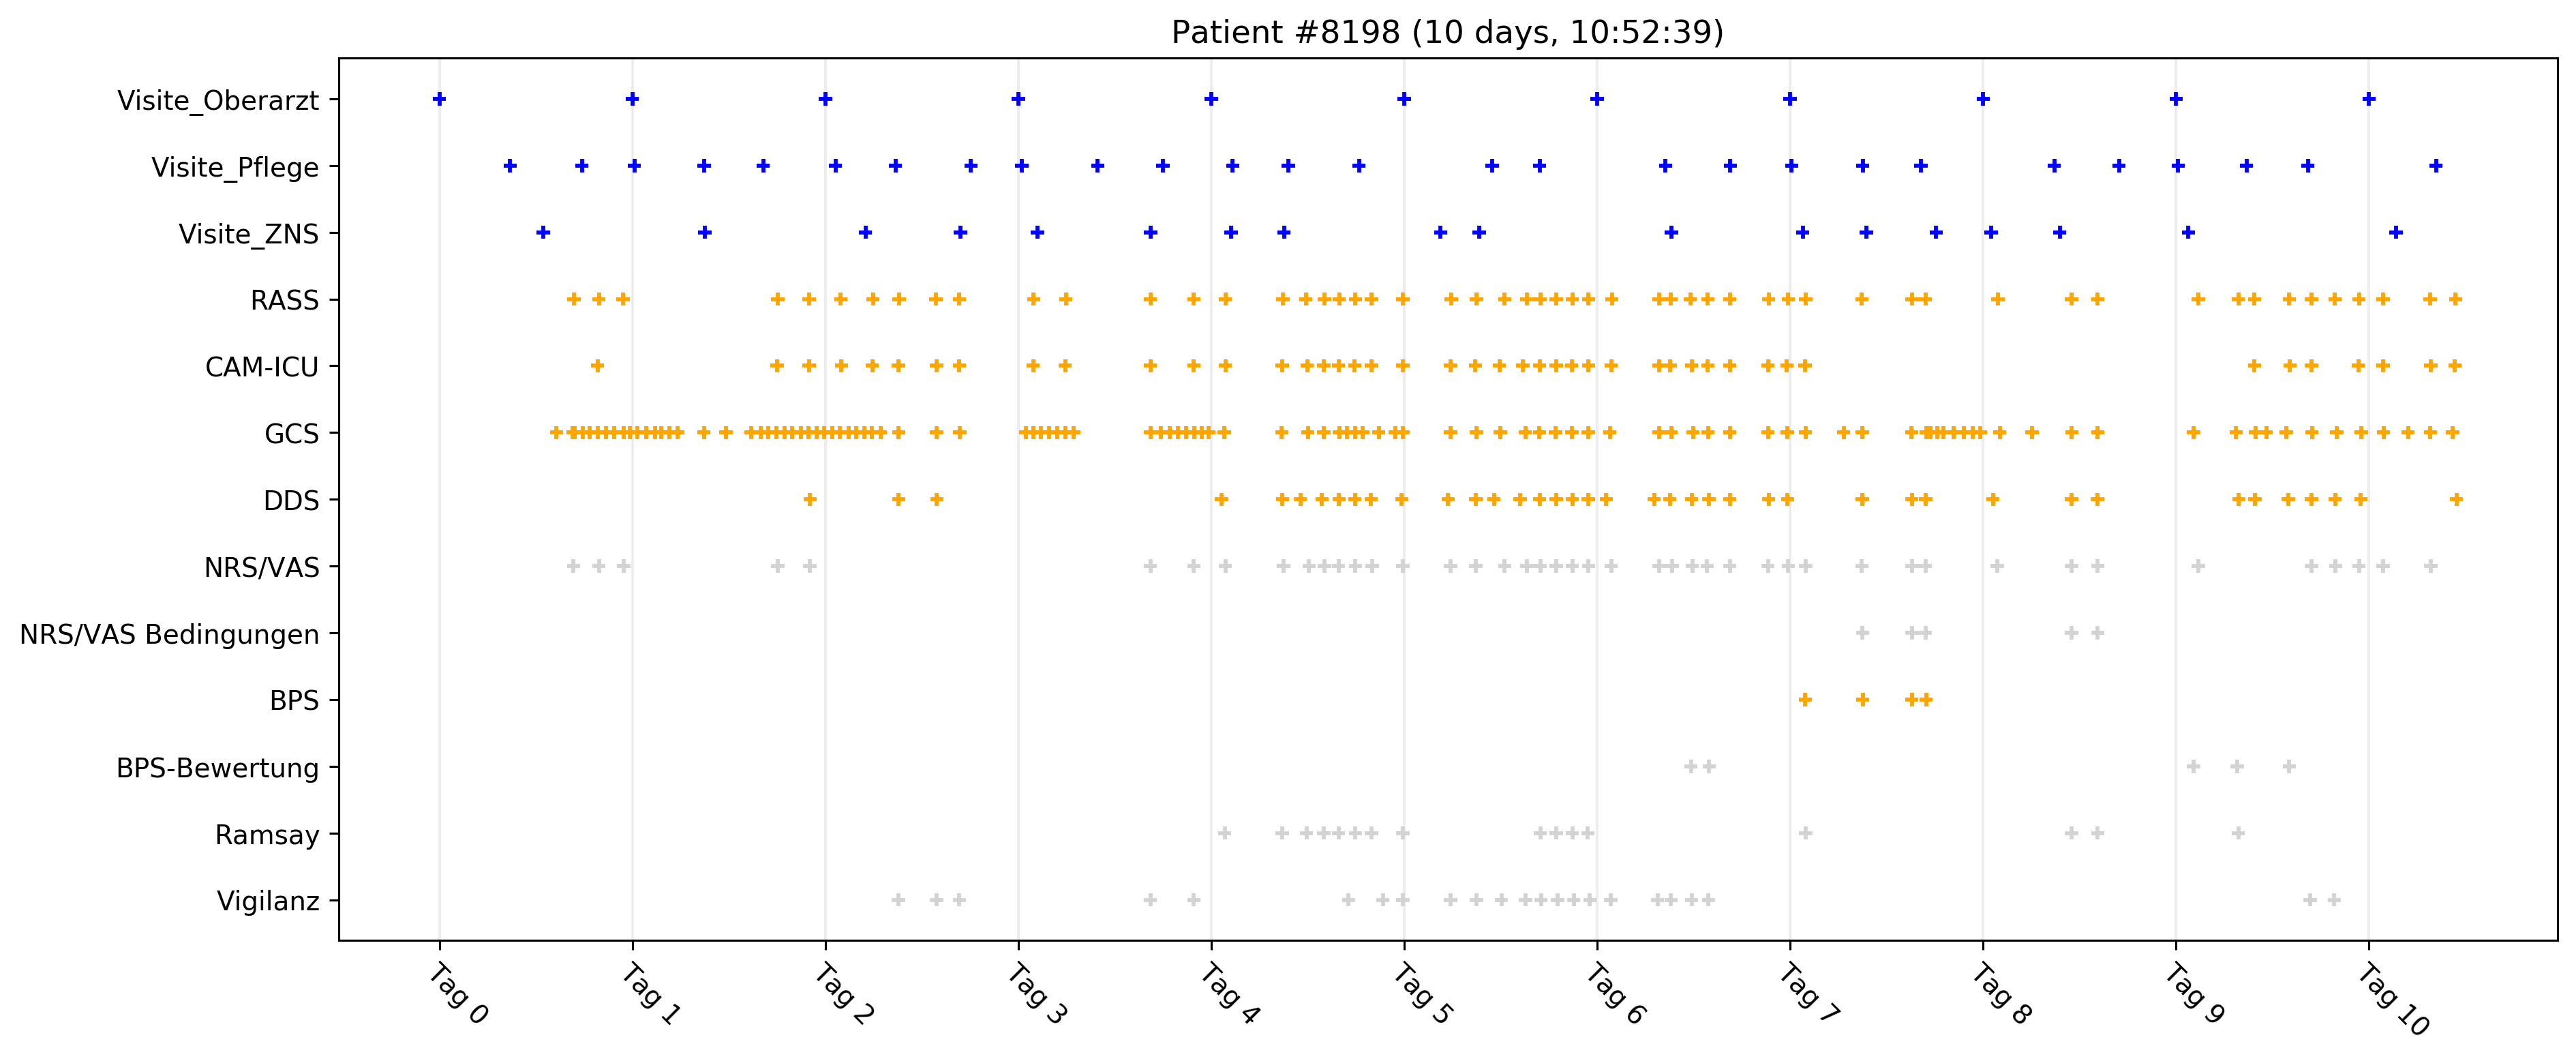 Patient #8198 (10 days, 10:52:39)
Visite_Oberarzt
Visite_Pflege
Visite_ZNS
RASS
CAM-ICU
GCS
DDS
NRS/VAS
NRS/VAS Bedingungen
BPS
BPS-Bewertung
Ramsay
Vigilanz
Tag 0
Tag 1
Tag 2
Tag 3
Tag 4
Tag 5
Tag 6
Tag 7
Tag 8
Tag 9
Tag 10